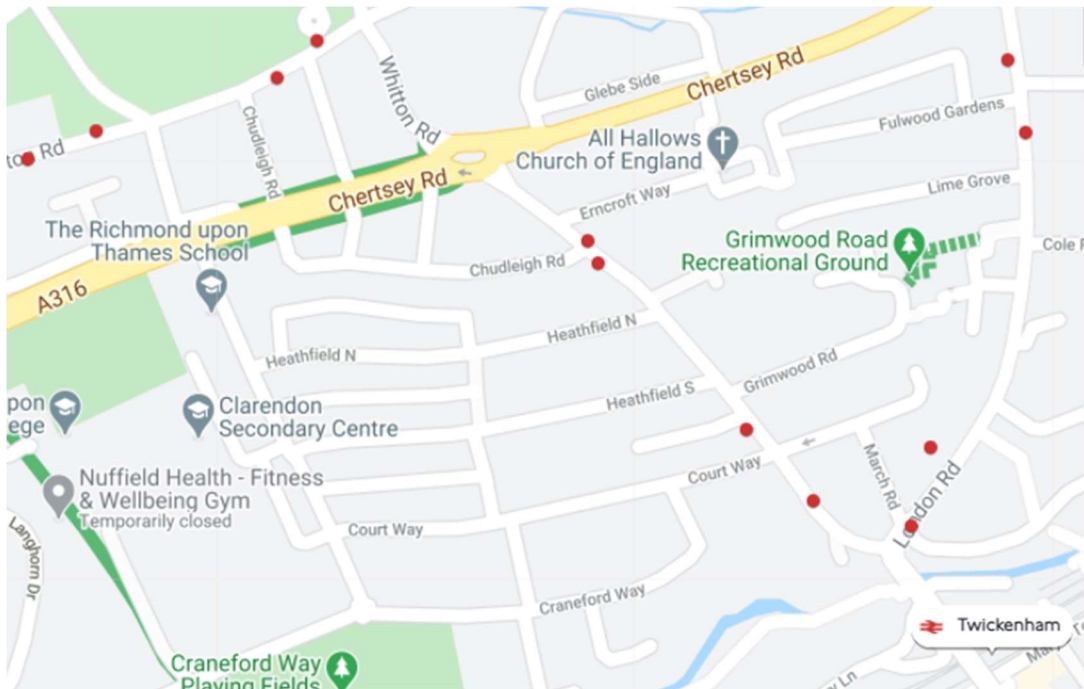 Whitton Rd
Glebe Side
Chertsey Rd
Chudleigh Rd
ton Rd
All Hallows
Church of England
Fulwood Gardens
Chertsey Rd
Erncroft Way
Lime Grove
The Richmond upon
Thames School
Grimwood Road
Recreational Ground
Cole
Chudleigh Rd
A316
Heathfield N
Heathfield N
Grimwood Rd
Heathfield S
pon
ege
Clarendon
Secondary Centre
Court Way
March Rd
Nuffield Health - Fitness
& Wellbeing Gym
Temporarily closed
London Rd
Court Way
Langhorn Dr
Craneford Way
Twickenham
Craneford Way
Playing Fields
y Ln